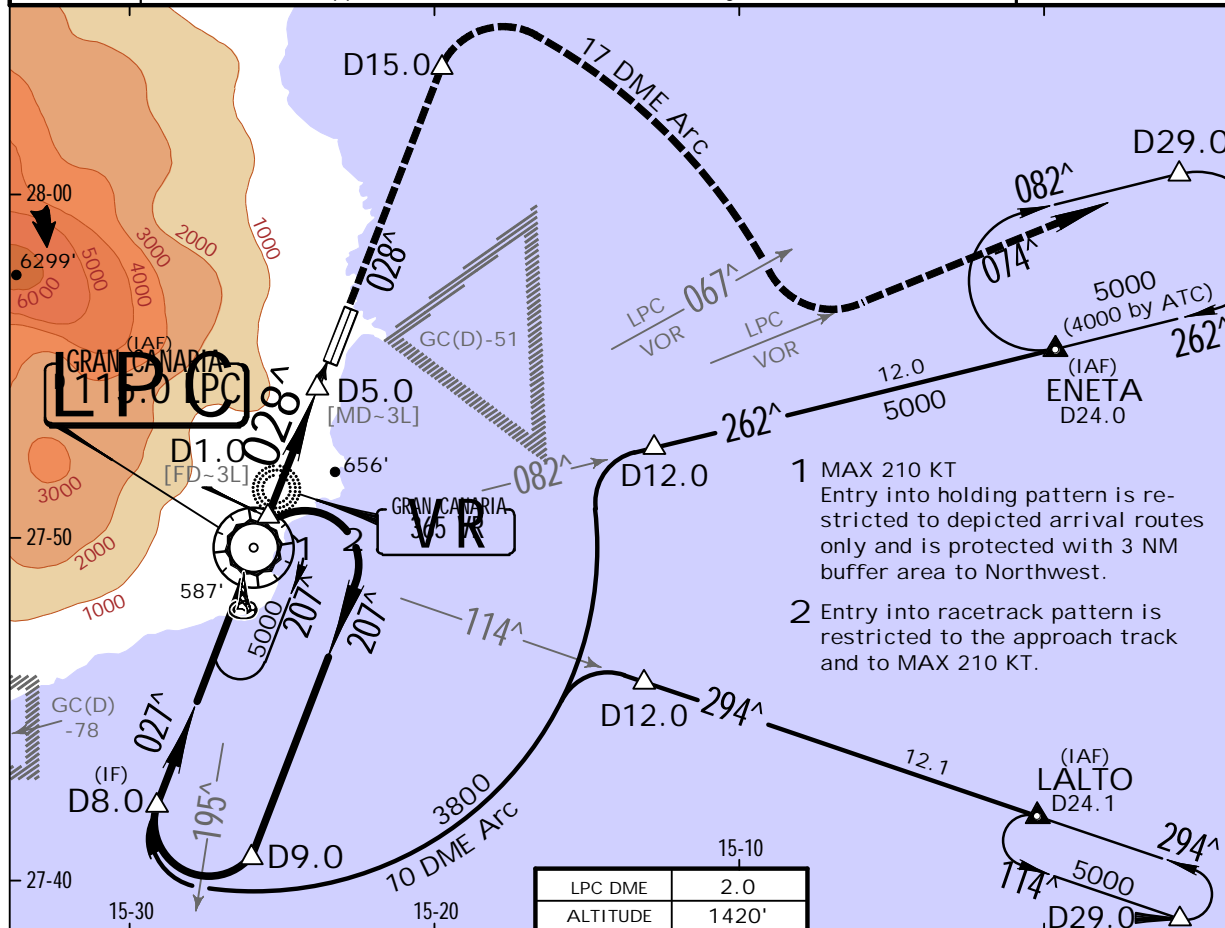 D15.0
17 DME Arc
D29.0
28-00
082^
1000
2000
3000
4000
5000
6000
6299'
028^
074^
5000
(4000 by ATC)
262^
LPC
VOR
067^
LPC
VOR
GC(D)-51
(IAF)
GRAN CANARIA
115.0 LPC
LPC
12.0
5000
(IAF)
ENETA
D24.0
D5.0
[MD~3L]
028^
D1.0
[FD~3L]
656'
3000
262^
D12.0
082^
GRAN CANARIA
365 VR
VR
1 MAX 210 KT
Entry into holding pattern is re-
stricted to depicted arrival routes
only and is protected with 3 NM
buffer area to Northwest.
2 Entry into racetrack pattern is
restricted to the approach track
and to MAX 210 KT.
27-50
2000
1000
1
2
587'
5000
207^
207^
114^
GC(D)
-78
027^
D12.0
294^
12.1
(IAF)
LALTO
D24.1
(IF)
D8.0
195^
3800
10 DME Arc
D9.0
294^
114^
5000
D29.0
27-40
15-30
15-20
15-10
LPC DME 2.0
ALTITUDE 1420'